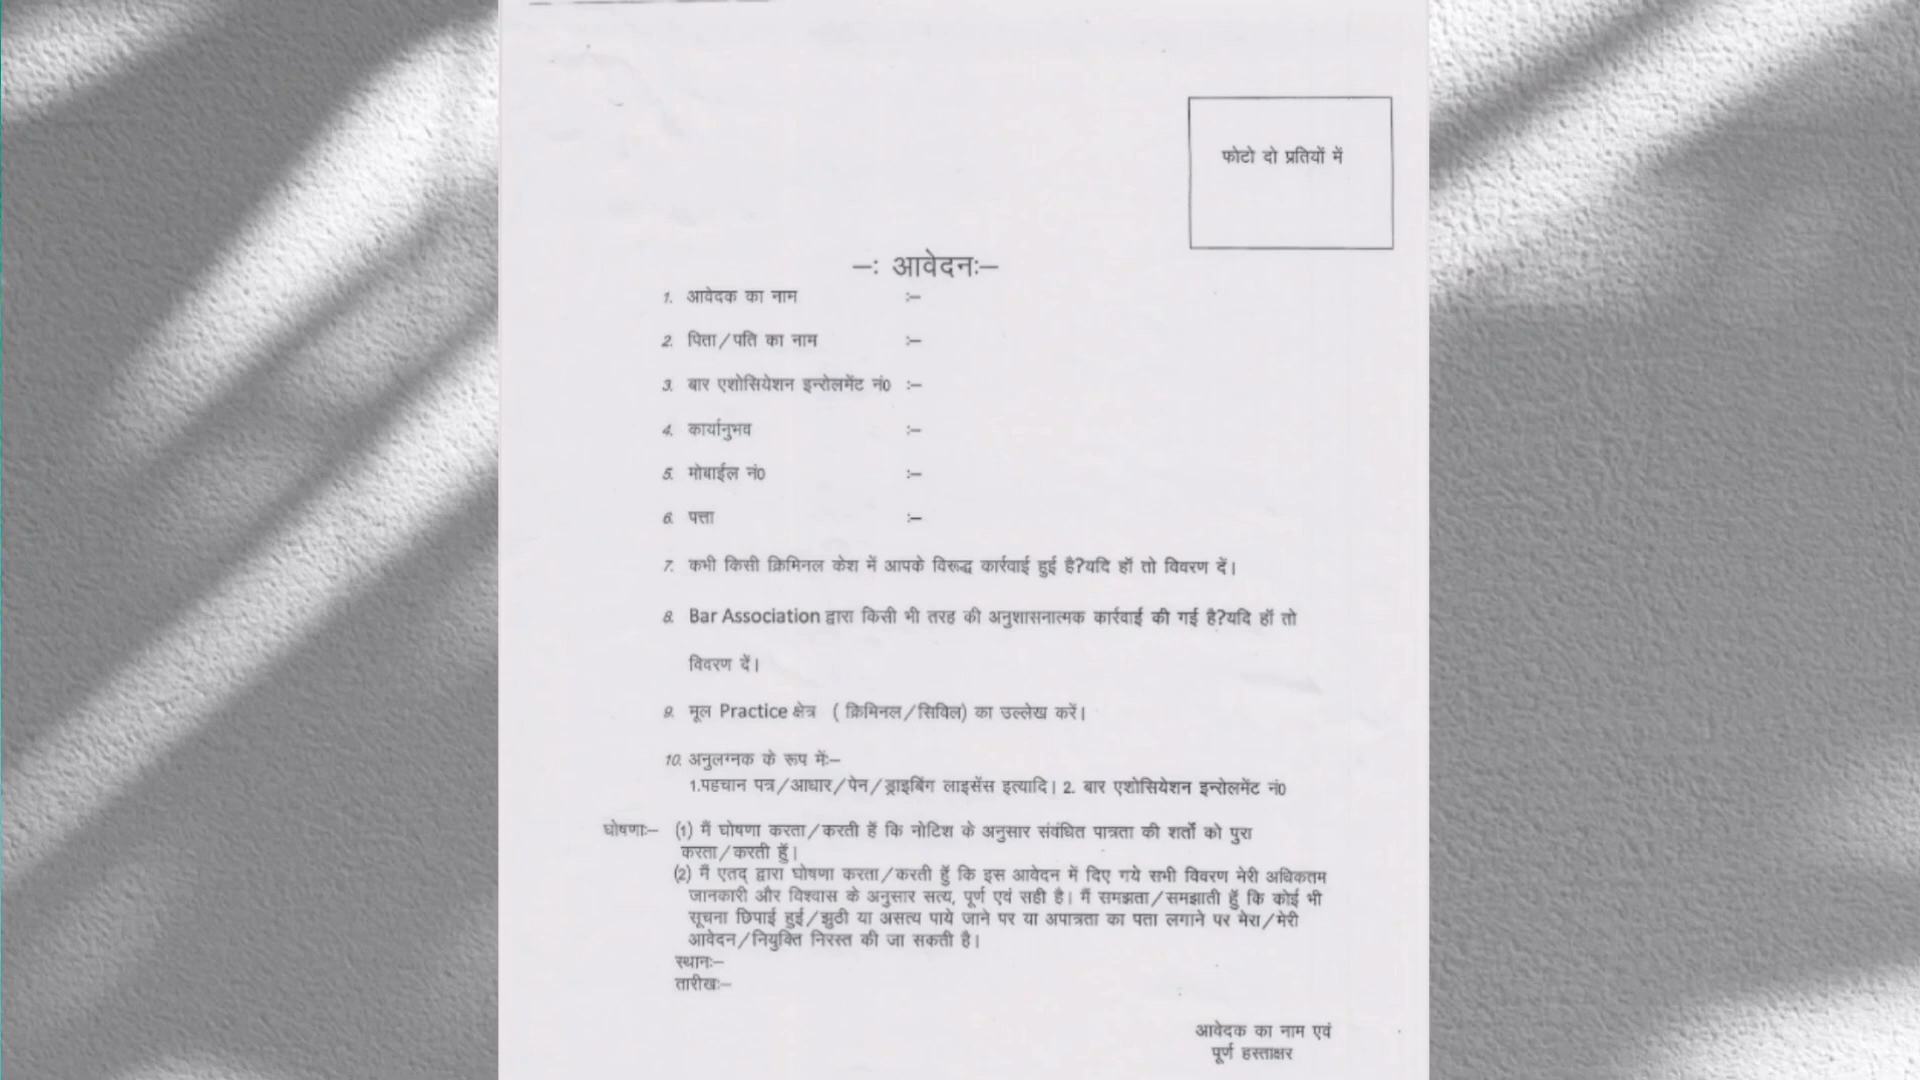 फोटो दो प्रतियों में
—: आवेदनः—
1. आवेदक का नाम :—
2. पिता/पति का नाम :—
3. बार एशोसियेशन इन्रोलमेंट नं0 :—
4. कार्यानुभव :—
5. मोबाईल नं0 :—
6. पत्ता :—
7. कभी किसी क्रिमिनल केश में आपके विरूद्ध कार्रवाई हुई है?यदि हॉ तो विवरण दें।
8. Bar Association द्वारा किसी भी तरह की अनुशासनात्मक कार्रवाई की गई है?यदि हॉ तो
विवरण दें।
9. मूल Practice क्षेत्र ( क्रिमिनल/सिविल) का उल्लेख करें।
10. अनुलग्नक के रूप में:—
1.पहचान पत्र/आधार/पेन/ड्राइबिंग लाइसेंस इत्यादि। 2. बार एशोसियेशन इन्रोलमेंट नं0
घोषणाः— (1) मैं घोषणा करता/करती हें कि नोटिश के अनुसार संवंधित पात्रता की शर्तों को पुरा
करता/करती हुॅं।
(2) मैं एतद् द्वारा घोषणा करता/करती हुॅं कि इस आवेदन में दिए गये सभी विवरण मेरी अधिकतम
जानकारी और विश्वास के अनुसार सत्य, पूर्ण एवं सही है। मैं समझता/समझाती हुॅं कि कोई भी
सूचना छिपाई हुई/झुठी या असत्य पाये जाने पर या अपात्रता का पता लगाने पर मेरा/मेरी
आवेदन/नियुक्ति निरस्त की जा सकती है।
स्थानः—
तारीखः—
आवेदक का नाम एवं
पूर्ण हस्ताक्षर